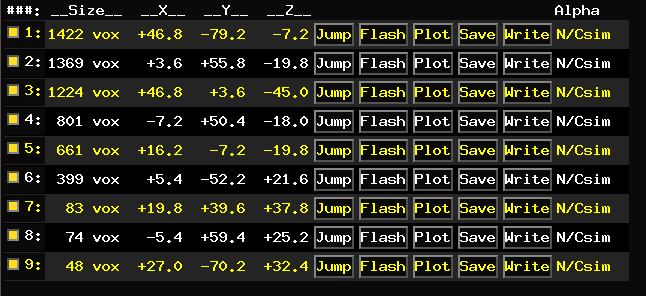 ###: __Size__ __X__ __Y__ __Z__ Alpha
1: 1422 vox +46.8 -79.2 -7.2 Jump Flash Plot Save Write N/Csim
2: 1369 vox +3.6 +55.8 -19.8 Jump Flash Plot Save Write N/Csim
3: 1224 vox +46.8 +3.6 -45.0 Jump Flash Plot Save Write N/Csim
4: 801 vox -7.2 +50.4 -18.0 Jump Flash Plot Save Write N/Csim
5: 661 vox +16.2 -7.2 -19.8 Jump Flash Plot Save Write N/Csim
6: 399 vox +5.4 -52.2 +21.6 Jump Flash Plot Save Write N/Csim
7: 83 vox +19.8 +39.6 +37.8 Jump Flash Plot Save Write N/Csim
8: 74 vox -5.4 +59.4 +25.2 Jump Flash Plot Save Write N/Csim
9: 48 vox +27.0 -70.2 +32.4 Jump Flash Plot Save Write N/Csim